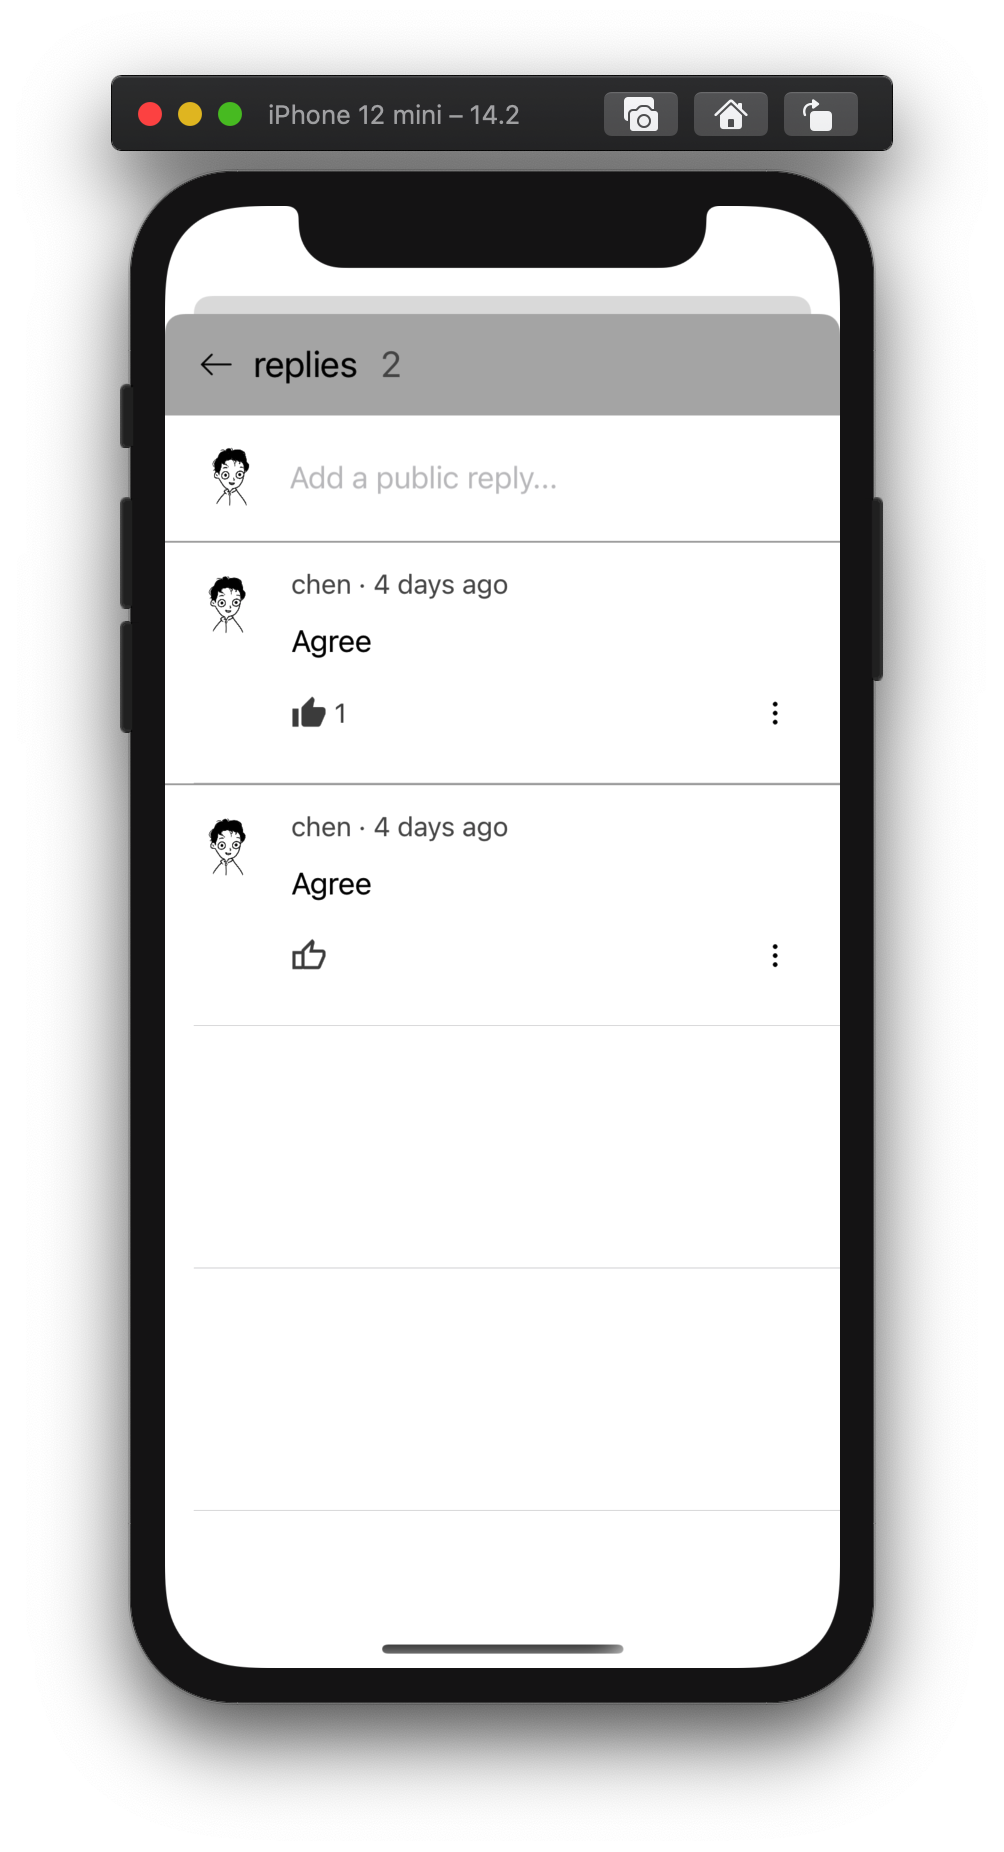 iPhone 12 mini – 14.2
replies 2
Add a public reply...
chen · 4 days ago
Agree
1
chen · 4 days ago
Agree